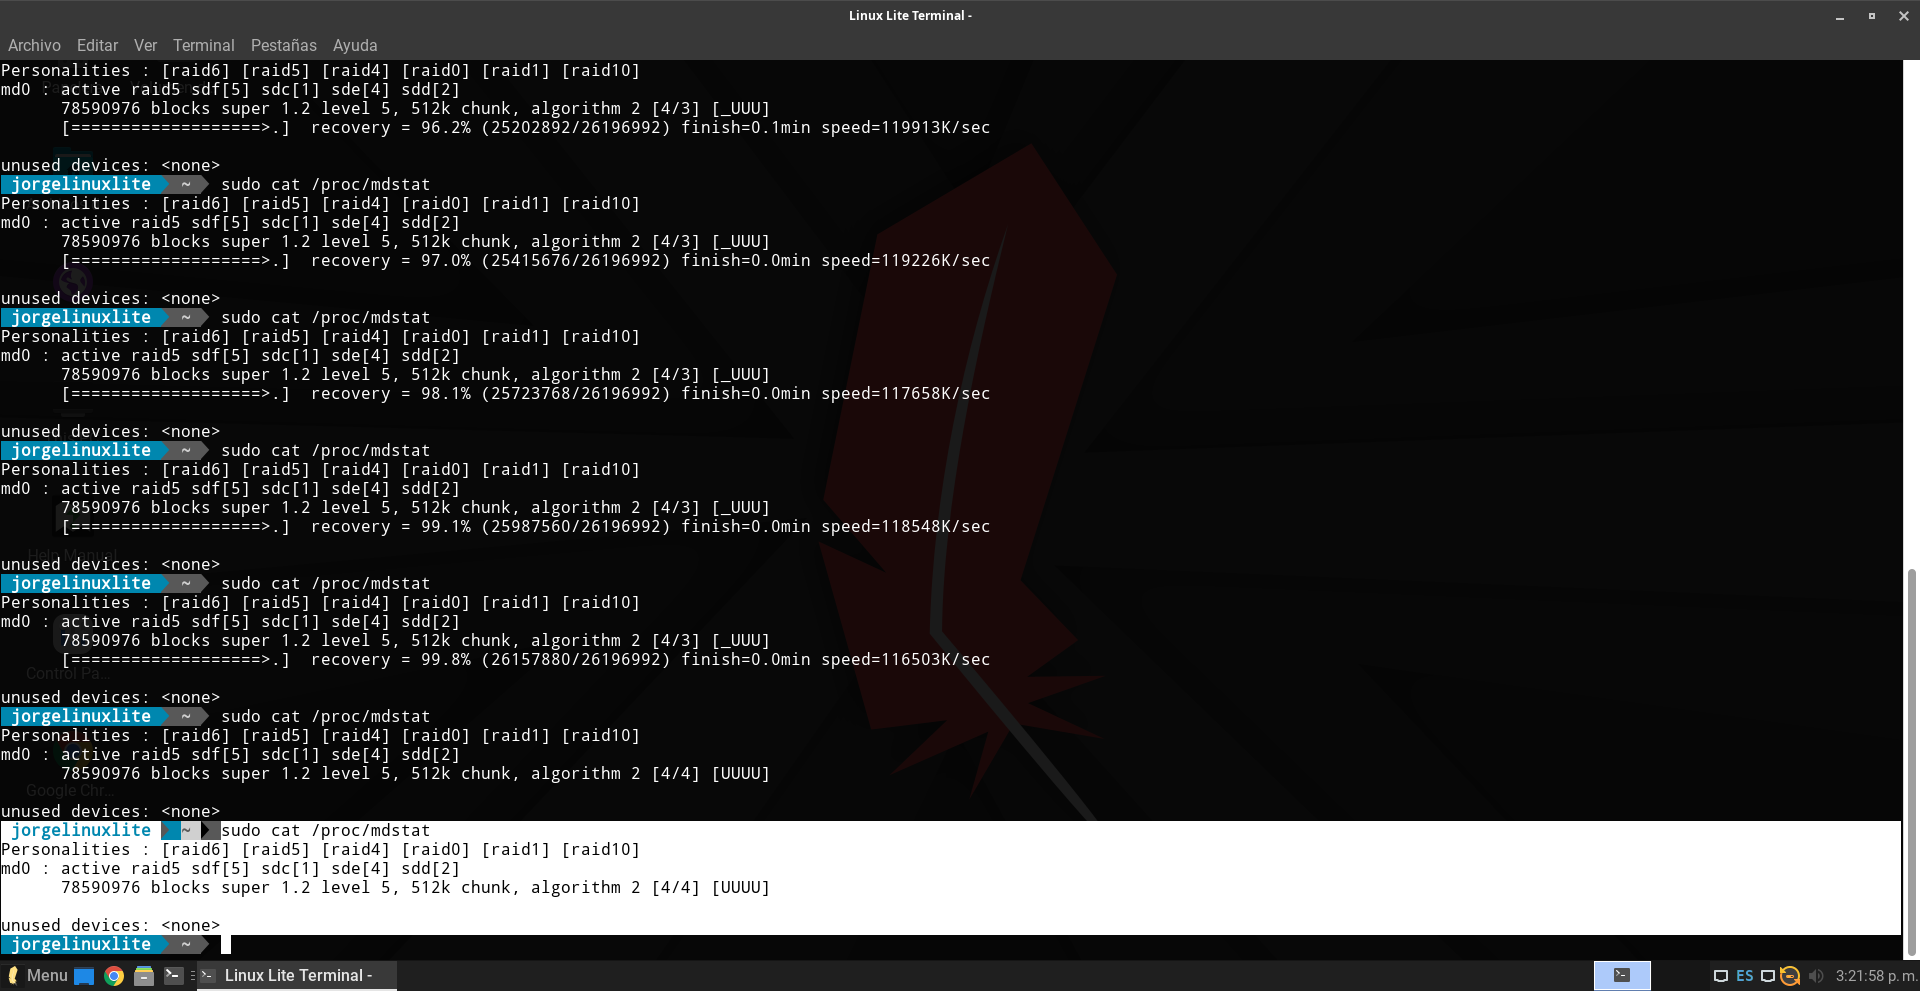 Linux Lite Terminal -
Archivo Editar Ver Terminal Pestañas Ayuda
Personalities : [raid6] [raid5] [raid4] [raid0] [raid1] [raid10]
md0 : active raid5 sdf[5] sdc[1] sde[4] sdd[2]
78590976 blocks super 1.2 level 5, 512k chunk, algorithm 2 [4/3] [_UUU]
[===================>.]  recovery = 96.2% (25202892/26196992) finish=0.1min speed=119913K/sec
unused devices: <none>
jorgelinuxlite ~ sudo cat /proc/mdstat
Personalities : [raid6] [raid5] [raid4] [raid0] [raid1] [raid10]
md0 : active raid5 sdf[5] sdc[1] sde[4] sdd[2]
78590976 blocks super 1.2 level 5, 512k chunk, algorithm 2 [4/3] [_UUU]
[===================>.]  recovery = 97.0% (25415676/26196992) finish=0.0min speed=119226K/sec
unused devices: <none>
jorgelinuxlite ~ sudo cat /proc/mdstat
Personalities : [raid6] [raid5] [raid4] [raid0] [raid1] [raid10]
md0 : active raid5 sdf[5] sdc[1] sde[4] sdd[2]
78590976 blocks super 1.2 level 5, 512k chunk, algorithm 2 [4/3] [_UUU]
[===================>.]  recovery = 98.1% (25723768/26196992) finish=0.0min speed=117658K/sec
unused devices: <none>
jorgelinuxlite ~ sudo cat /proc/mdstat
Personalities : [raid6] [raid5] [raid4] [raid0] [raid1] [raid10]
md0 : active raid5 sdf[5] sdc[1] sde[4] sdd[2]
78590976 blocks super 1.2 level 5, 512k chunk, algorithm 2 [4/3] [_UUU]
[===================>.]  recovery = 99.1% (25987560/26196992) finish=0.0min speed=118548K/sec
Help Manual
unused devices: <none>
jorgelinuxlite ~ sudo cat /proc/mdstat
Personalities : [raid6] [raid5] [raid4] [raid0] [raid1] [raid10]
md0 : active raid5 sdf[5] sdc[1] sde[4] sdd[2]
78590976 blocks super 1.2 level 5, 512k chunk, algorithm 2 [4/3] [_UUU]
[===================>.]  recovery = 99.8% (26157880/26196992) finish=0.0min speed=116503K/sec
Control Pa...
unused devices: <none>
jorgelinuxlite ~ sudo cat /proc/mdstat
Personalities : [raid6] [raid5] [raid4] [raid0] [raid1] [raid10]
md0 : active raid5 sdf[5] sdc[1] sde[4] sdd[2]
78590976 blocks super 1.2 level 5, 512k chunk, algorithm 2 [4/4] [UUUU]
Google Chr...
unused devices: <none>
jorgelinuxlite ~ sudo cat /proc/mdstat
Personalities : [raid6] [raid5] [raid4] [raid0] [raid1] [raid10]
md0 : active raid5 sdf[5] sdc[1] sde[4] sdd[2]
78590976 blocks super 1.2 level 5, 512k chunk, algorithm 2 [4/4] [UUUU]
unused devices: <none>
jorgelinuxlite ~
Menu Linux Lite Terminal - ES 3:21:58 p. m.